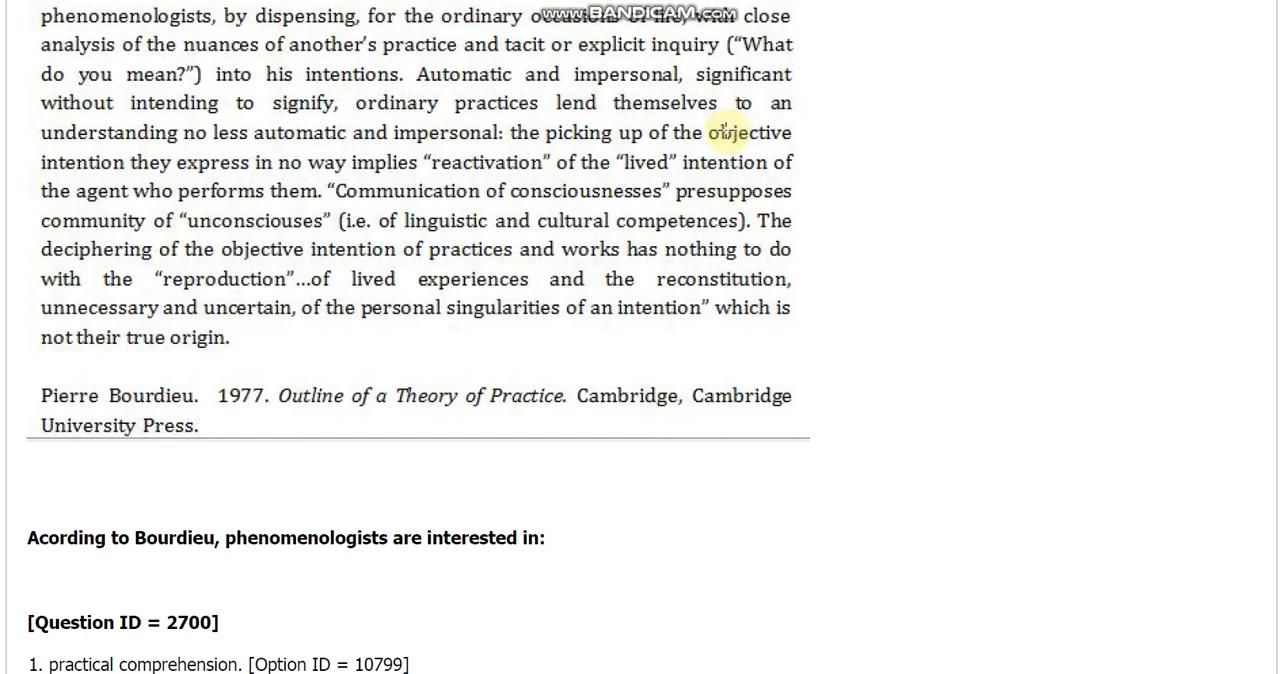 phenomenologists, by dispensing, for the ordinary occasions of life, with close
www.BANDICAM.com
analysis of the nuances of another's practice and tacit or explicit inquiry (“What
do you mean?”) into his intentions. Automatic and impersonal, significant
without intending to signify, ordinary practices lend themselves to an
understanding no less automatic and impersonal: the picking up of the objective
intention they express in no way implies “reactivation” of the “lived” intention of
the agent who performs them. “Communication of consciousnesses” presupposes
community of “unconsciouses” (i.e. of linguistic and cultural competences). The
deciphering of the objective intention of practices and works has nothing to do
with the “reproduction”...of lived experiences and the reconstitution,
unnecessary and uncertain, of the personal singularities of an intention” which is
not their true origin.
Pierre Bourdieu. 1977. Outline of a Theory of Practice. Cambridge, Cambridge
University Press.
Acording to Bourdieu, phenomenologists are interested in:
[Question ID = 2700]
1. practical comprehension. [Option ID = 10799]